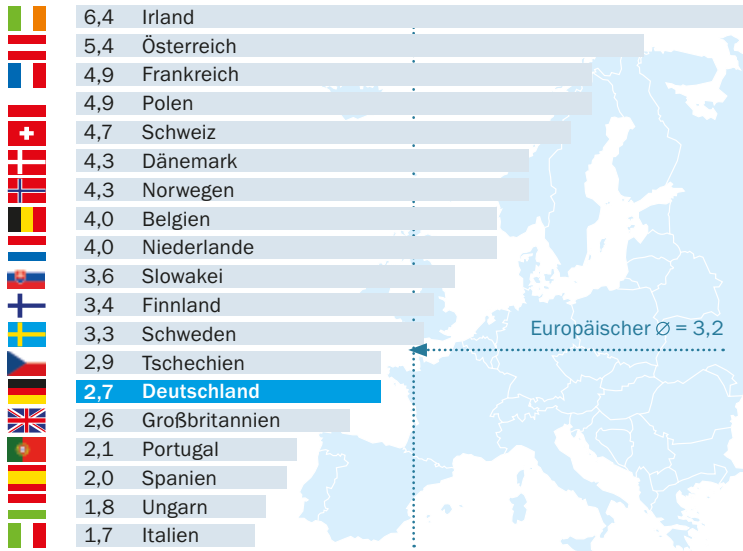 6,4 Irland
5,4 Österreich
4,9 Frankreich
4,9 Polen
4,7 Schweiz
4,3 Dänemark
4,3 Norwegen
4,0 Belgien
4,0 Niederlande
3,6 Slowakei
3,4 Finnland
3,3 Schweden
Europäischer ∅ = 3,2
2,9 Tschechien
2,7 Deutschland
2,6 Großbritannien
2,1 Portugal
2,0 Spanien
1,8 Ungarn
1,7 Italien